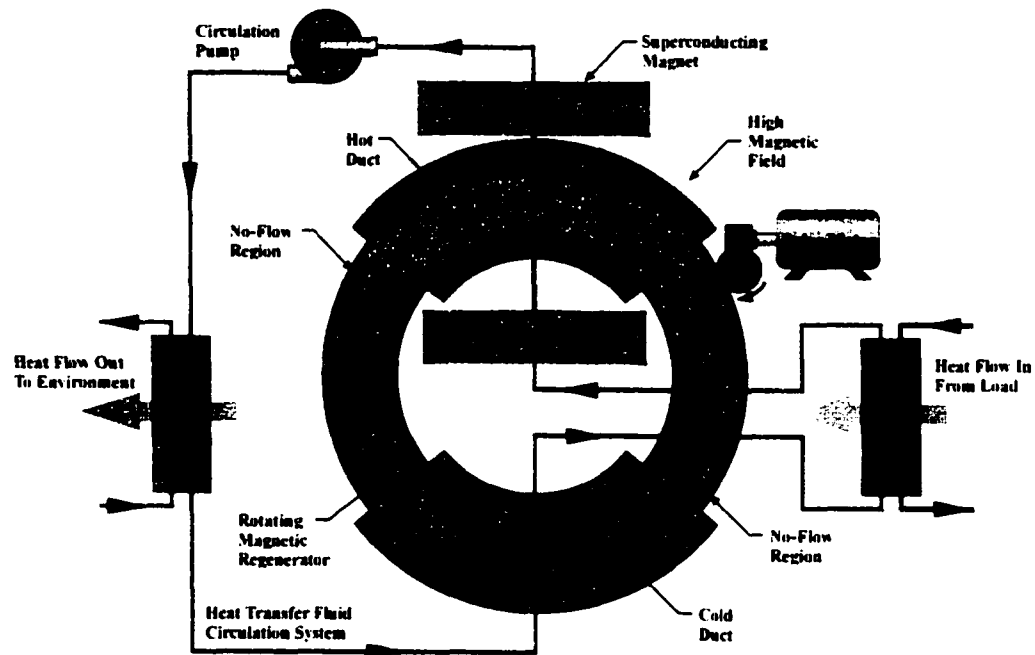 Circulation
Pump
Superconducting
Magnet
Hot
Duct
High
Magnetic
Field
No-Flow
Region
Heat Flow Out
To Environment
Heat Flow In
From Load
Rotating
Magnetic
Regenerator
No-Flow
Region
Heat Transfer Fluid
Circulation System
Cold
Duct